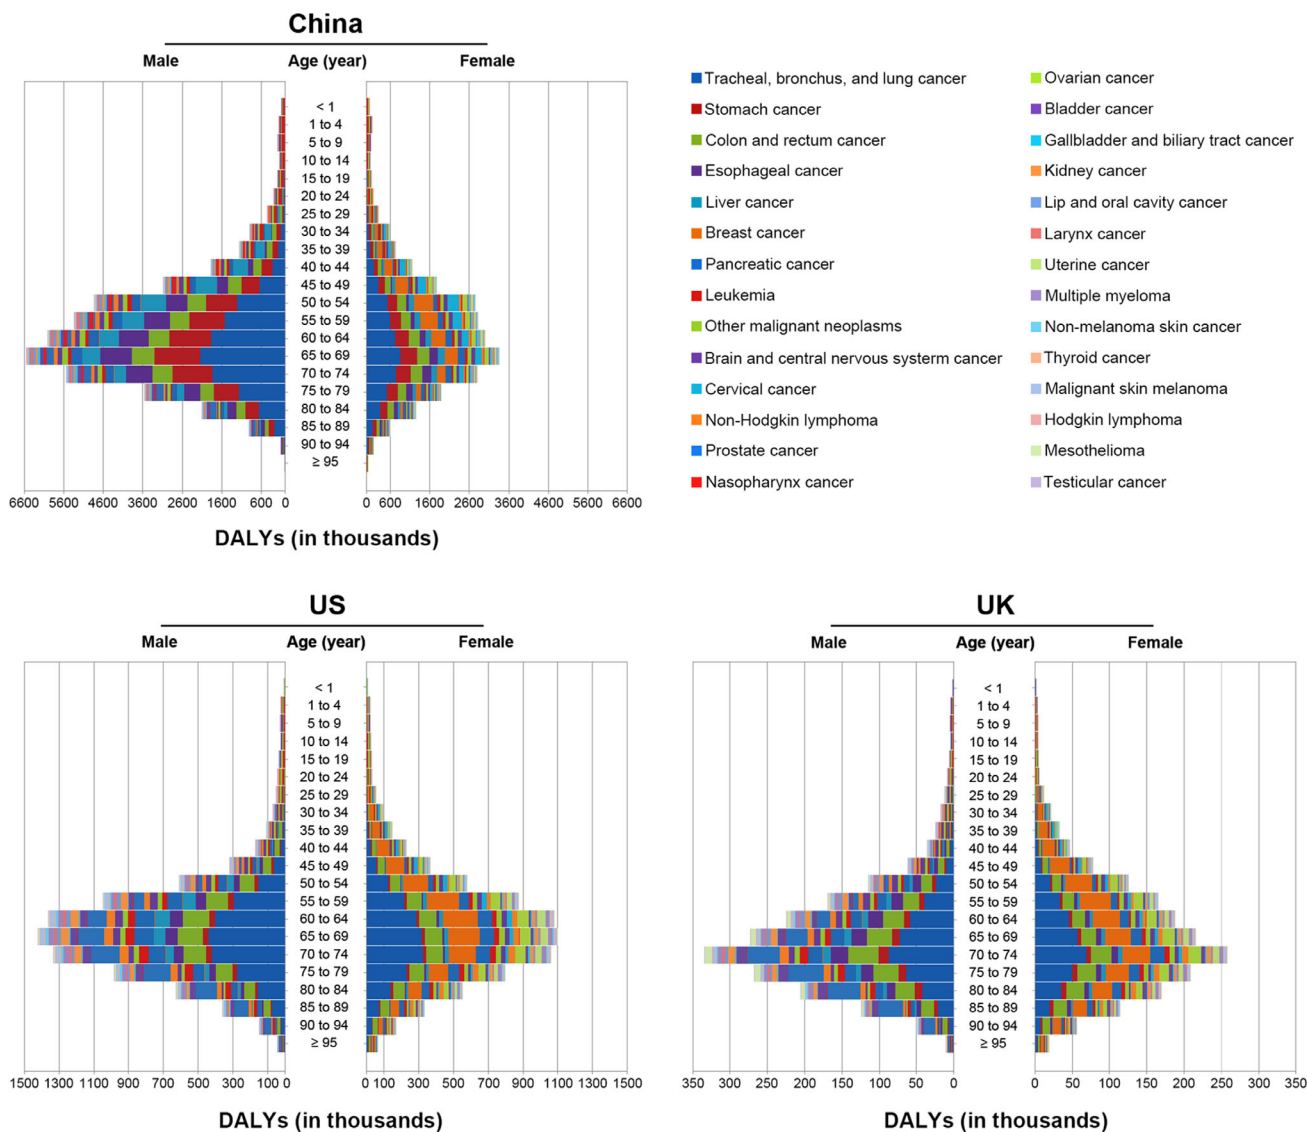 China
Male Age (year) Female
< 1
1 to 4
5 to 9
10 to 14
15 to 19
20 to 24
25 to 29
30 to 34
35 to 39
40 to 44
45 to 49
50 to 54
55 to 59
60 to 64
65 to 69
70 to 74
75 to 79
80 to 84
85 to 89
90 to 94
≥ 95
6600 5600 4600 3600 2600 1600 600 0
0 600 1600 2600 3600 4600 5600 6600
DALYs (in thousands)
Tracheal, bronchus, and lung cancer
Stomach cancer
Colon and rectum cancer
Esophageal cancer
Liver cancer
Breast cancer
Pancreatic cancer
Leukemia
Other malignant neoplasms
Brain and central nervous systerm cancer
Cervical cancer
Non-Hodgkin lymphoma
Prostate cancer
Nasopharynx cancer
Ovarian cancer
Bladder cancer
Gallbladder and biliary tract cancer
Kidney cancer
Lip and oral cavity cancer
Larynx cancer
Uterine cancer
Multiple myeloma
Non-melanoma skin cancer
Thyroid cancer
Malignant skin melanoma
Hodgkin lymphoma
Mesothelioma
Testicular cancer
US
Male Age (year) Female
< 1
1 to 4
5 to 9
10 to 14
15 to 19
20 to 24
25 to 29
30 to 34
35 to 39
40 to 44
45 to 49
50 to 54
55 to 59
60 to 64
65 to 69
70 to 74
75 to 79
80 to 84
85 to 89
90 to 94
≥ 95
1500 1300 1100 900 700 500 300 100 0
0 100 300 500 700 900 1100 1300 1500
DALYs (in thousands)
UK
Male Age (year) Female
< 1
1 to 4
5 to 9
10 to 14
15 to 19
20 to 24
25 to 29
30 to 34
35 to 39
40 to 44
45 to 49
50 to 54
55 to 59
60 to 64
65 to 69
70 to 74
75 to 79
80 to 84
85 to 89
90 to 94
≥ 95
350 300 250 200 150 100 50 0
0 50 100 150 200 250 300 350
DALYs (in thousands)